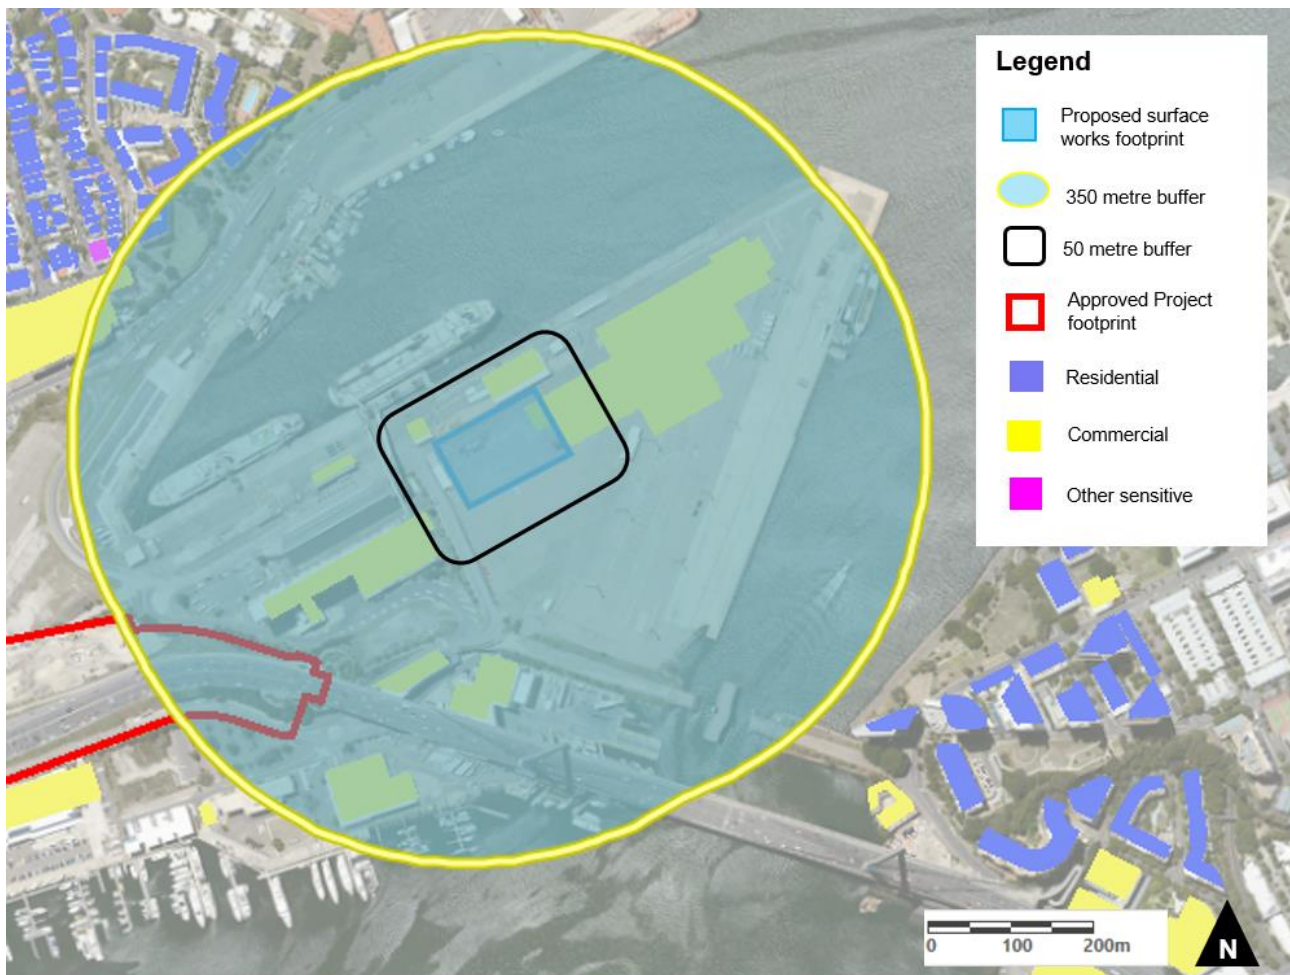 Legend
Proposed surface
works footprint
350 metre buffer
50 metre buffer
Approved Project
footprint
Residential
Commercial
Other sensitive
0 100 200m
N